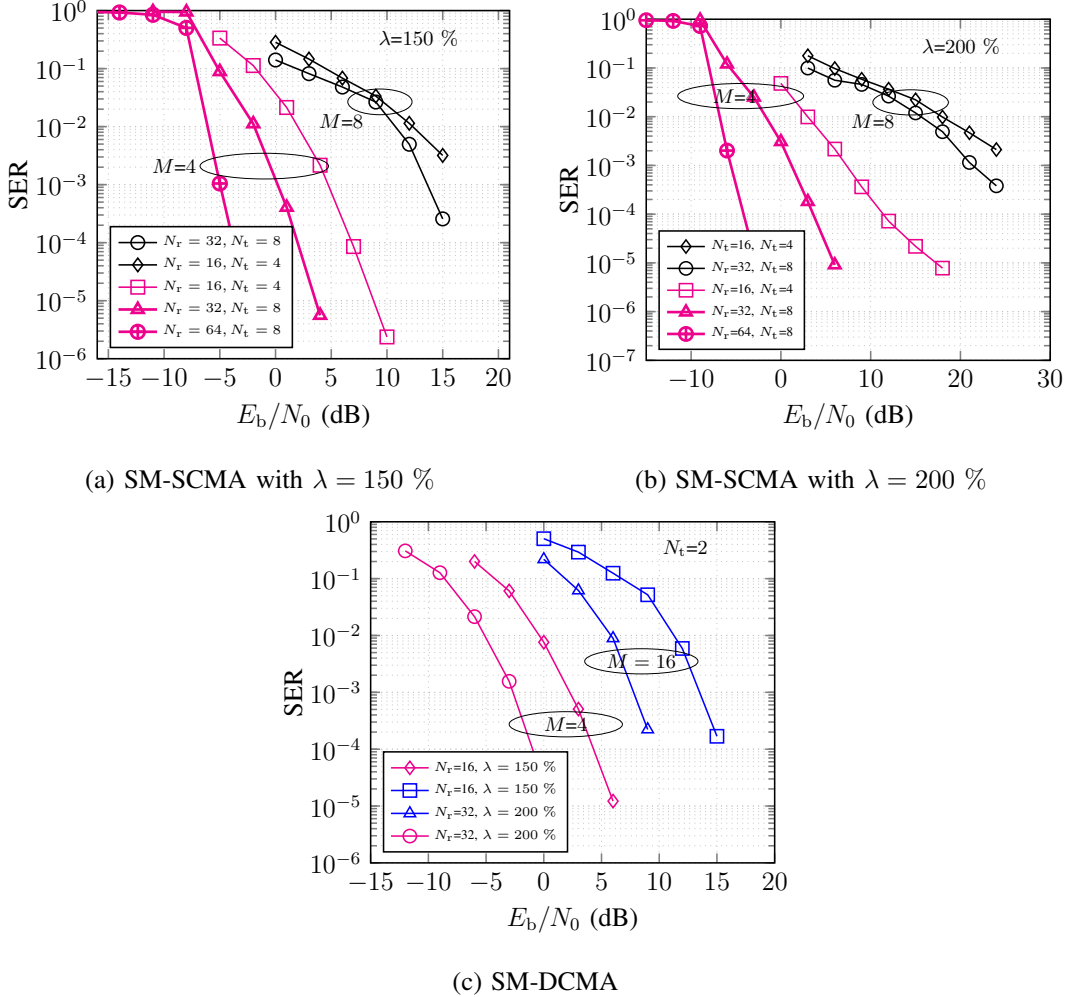 10^0
10^-1
10^-2
10^-3
10^-4
10^-5
10^-6
SER
λ=150 %
M=8
M=4
N_r = 32, N_t = 8
N_r = 16, N_t = 4
N_r = 16, N_t = 4
N_r = 32, N_t = 8
N_r = 64, N_t = 8
−15 −10 −5 0 5 10 15 20
E_b/N_0 (dB)
(a) SM-SCMA with λ = 150 %
10^0
10^-1
10^-2
10^-3
10^-4
10^-5
10^-6
10^-7
SER
λ=200 %
M=4
M=8
N_t=16, N_t=4
N_r=32, N_t=8
N_r=16, N_t=4
N_r=32, N_t=8
N_r=64, N_t=8
−10 0 10 20 30
E_b/N_0 (dB)
(b) SM-SCMA with λ = 200 %
10^0
10^-1
10^-2
10^-3
10^-4
10^-5
10^-6
SER
N_t=2
M = 16
M=4
N_r=16, λ = 150 %
N_r=16, λ = 150 %
N_r=32, λ = 200 %
N_r=32, λ = 200 %
−15 −10 −5 0 5 10 15 20
E_b/N_0 (dB)
(c) SM-DCMA